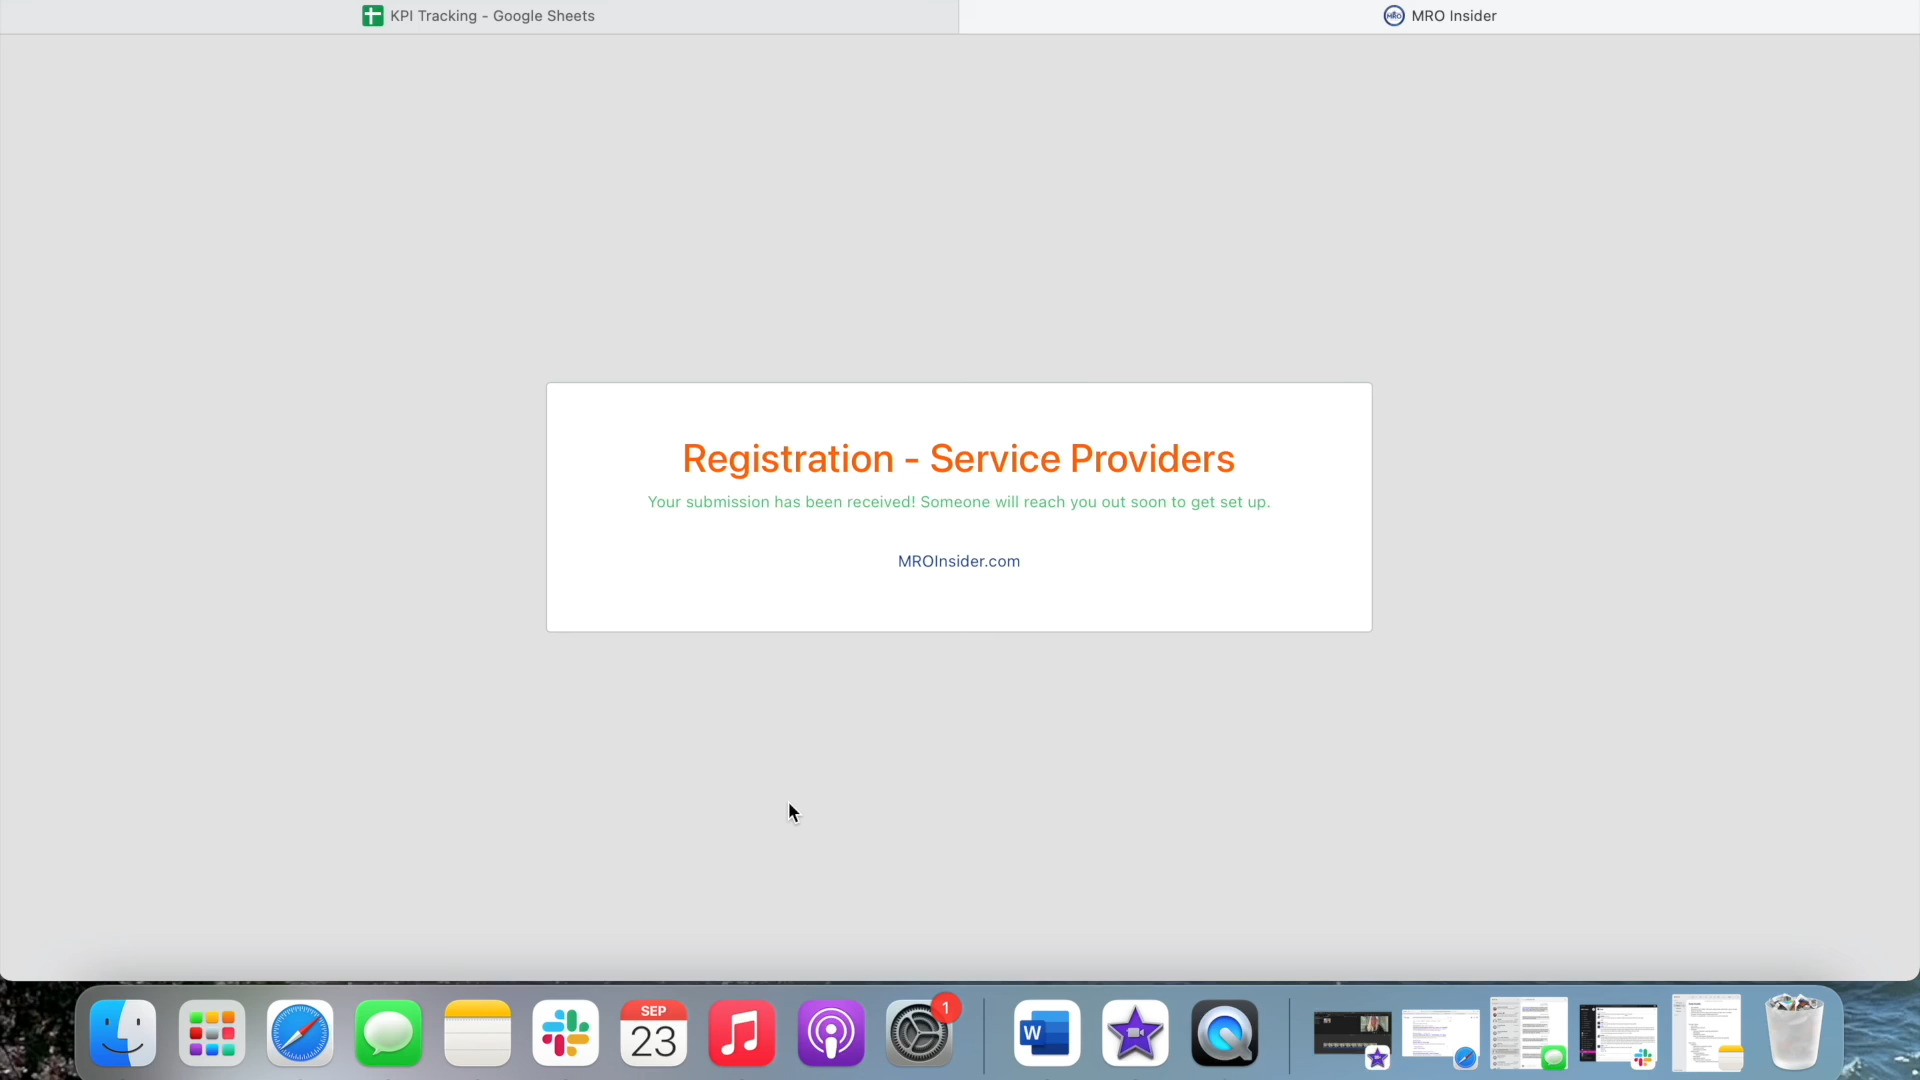 KPI Tracking - Google Sheets
MRO
MRO Insider
Registration - Service Providers
Your submission has been received! Someone will reach you out soon to get set up.
MROInsider.com
SEP
23
1
W